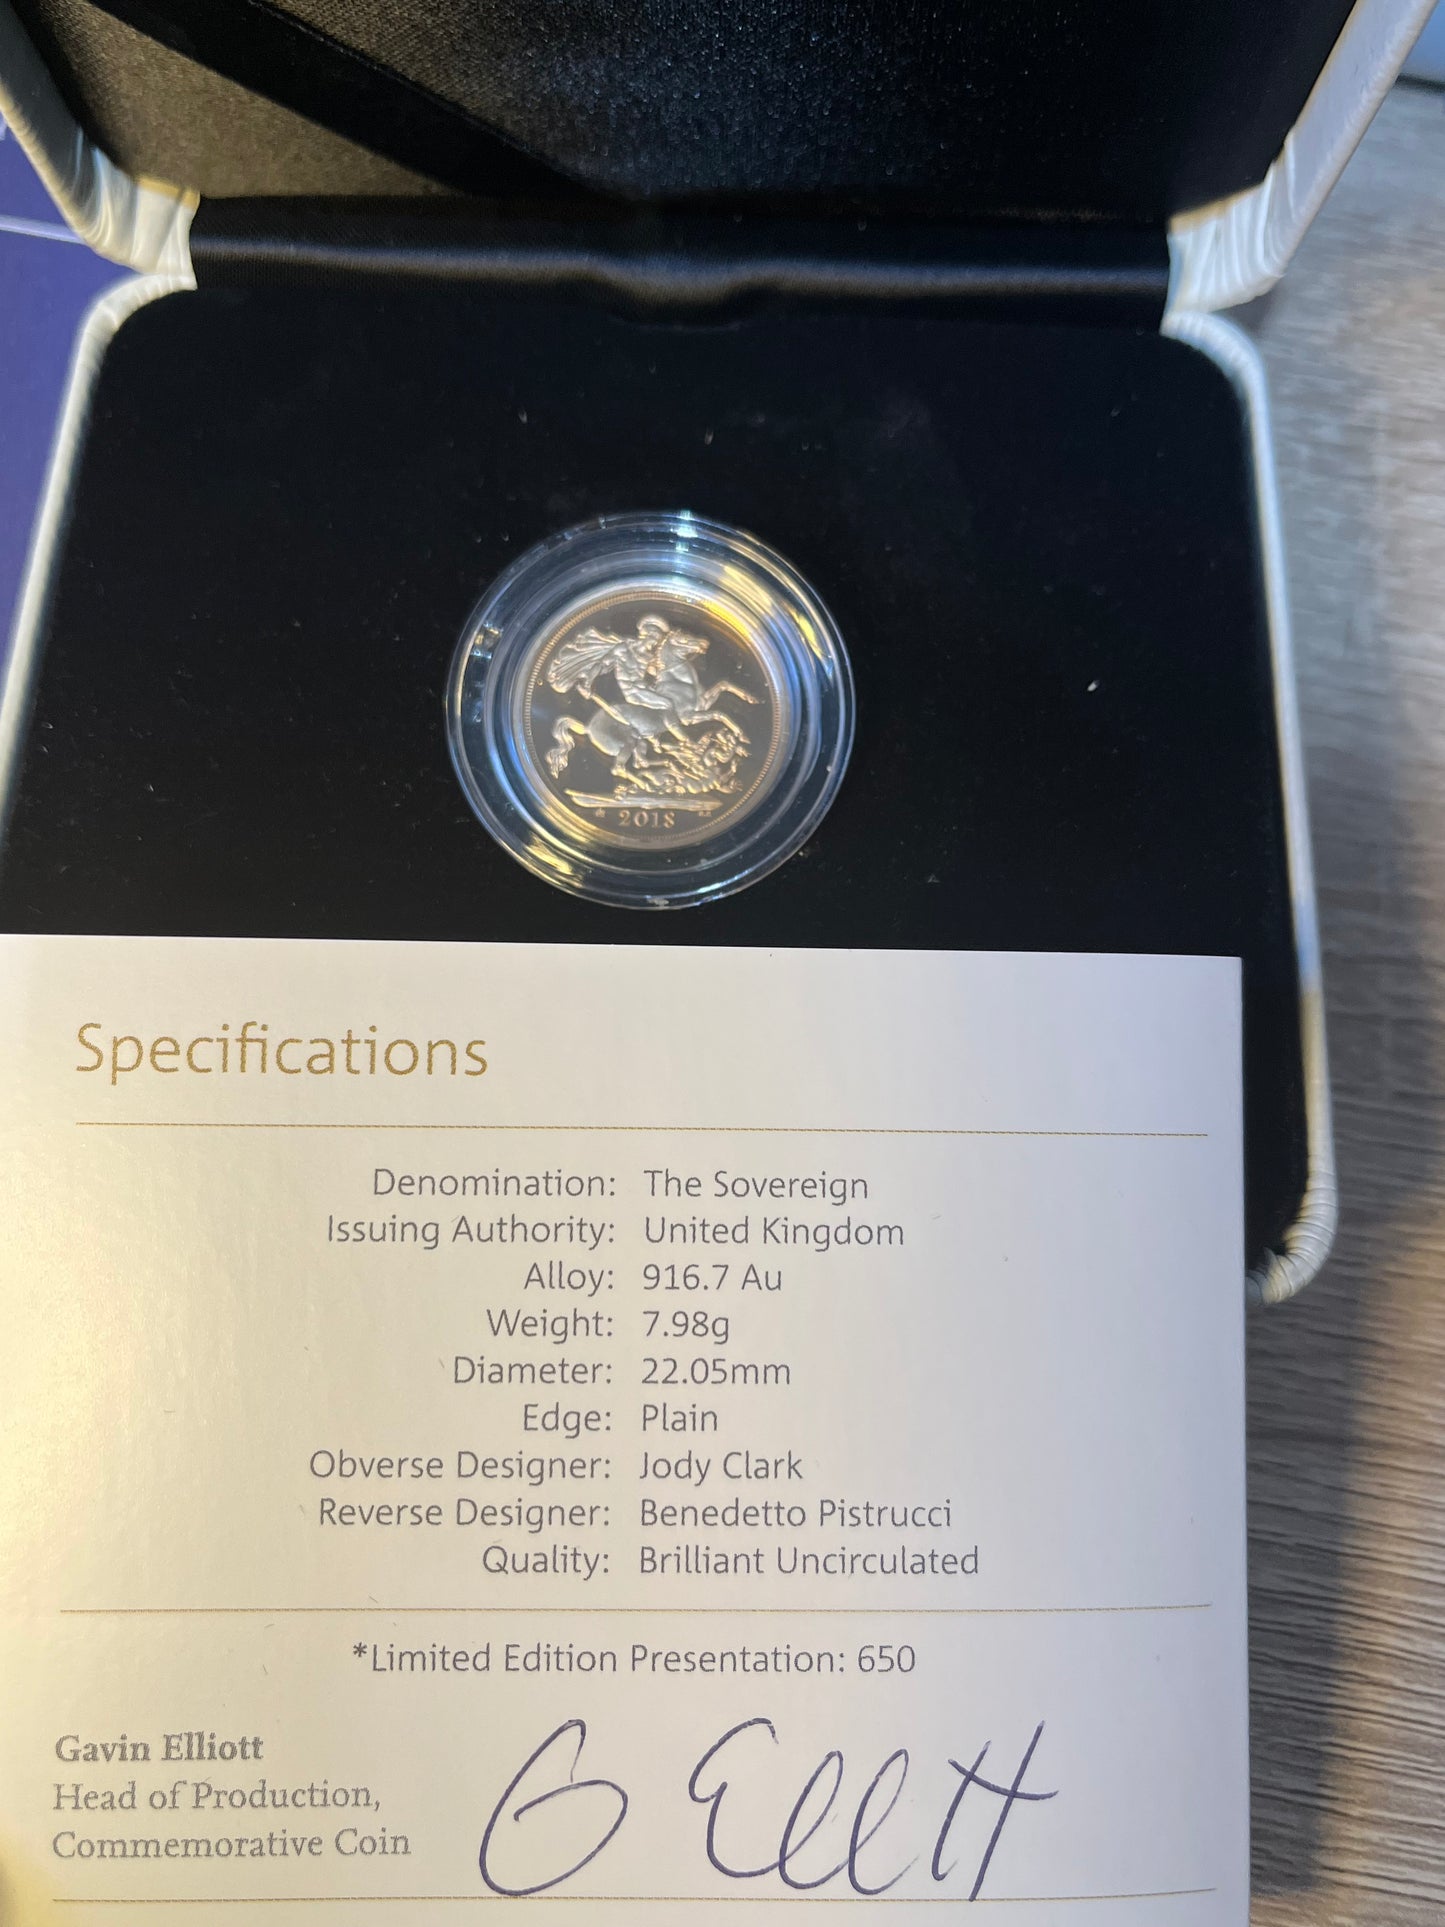 2018
Specifications
Denomination: The Sovereign
Issuing Authority: United Kingdom
Alloy: 916.7 Au
Weight: 7.98g
Diameter: 22.05mm
Edge: Plain
Obverse Designer: Jody Clark
Reverse Designer: Benedetto Pistrucci
Quality: Brilliant Uncirculated
*Limited Edition Presentation: 650
Gavin Elliott
Head of Production,
Commemorative Coin
G Elliott